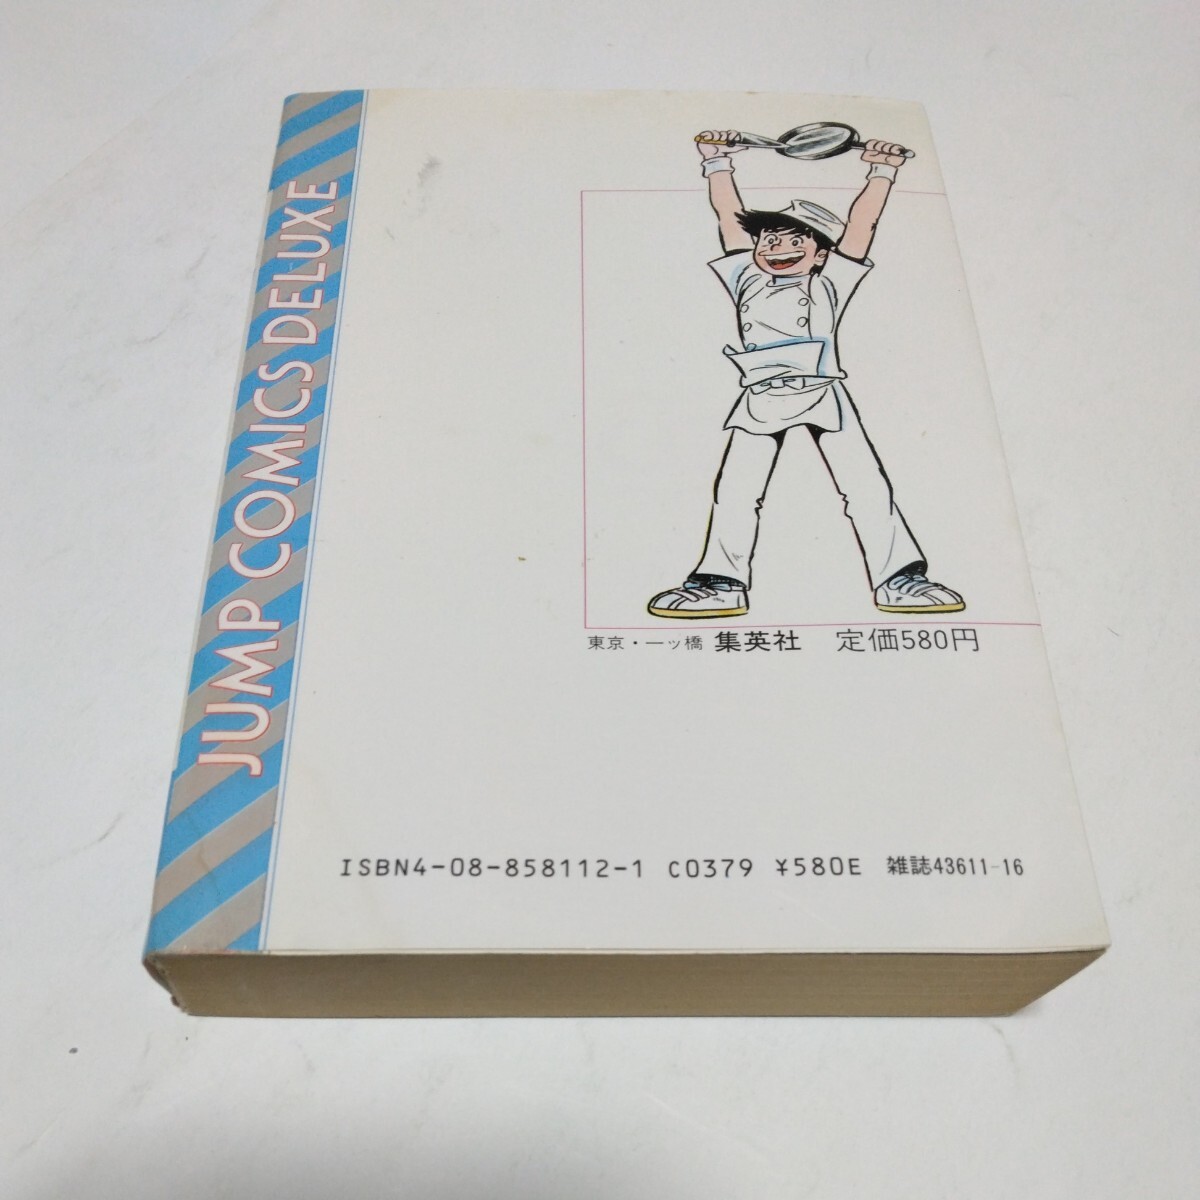 JUMP COMICS DELUXE
東京・一ッ橋 集英社 定価580円
ISBN4-08-858112-1 C0379 ¥580E 雑誌43611-16